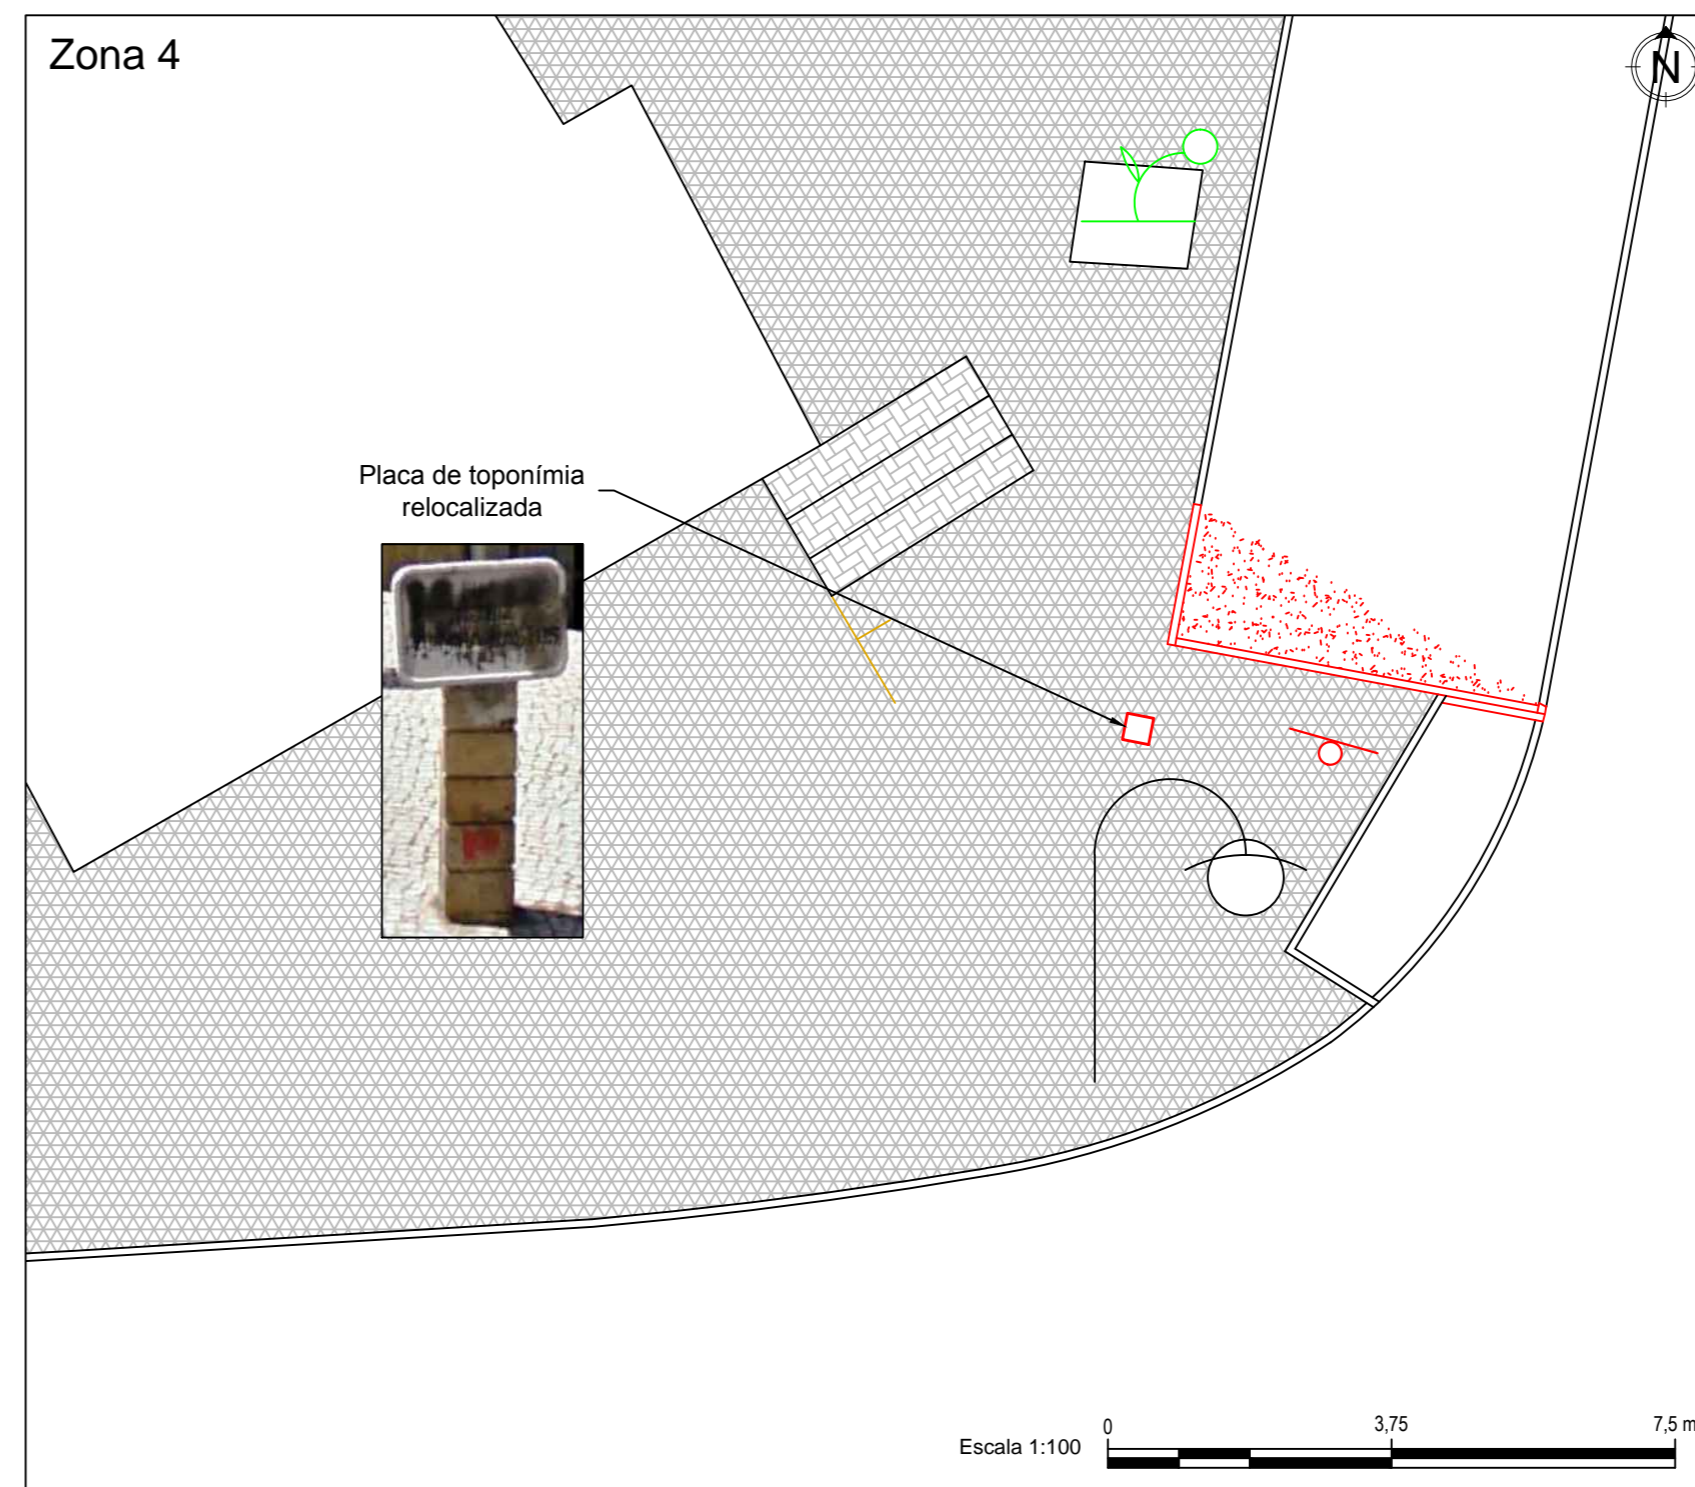 Zona 4
N
Placa de toponímia
relocalizada
Escala 1:100
0
3,75
7,5 m